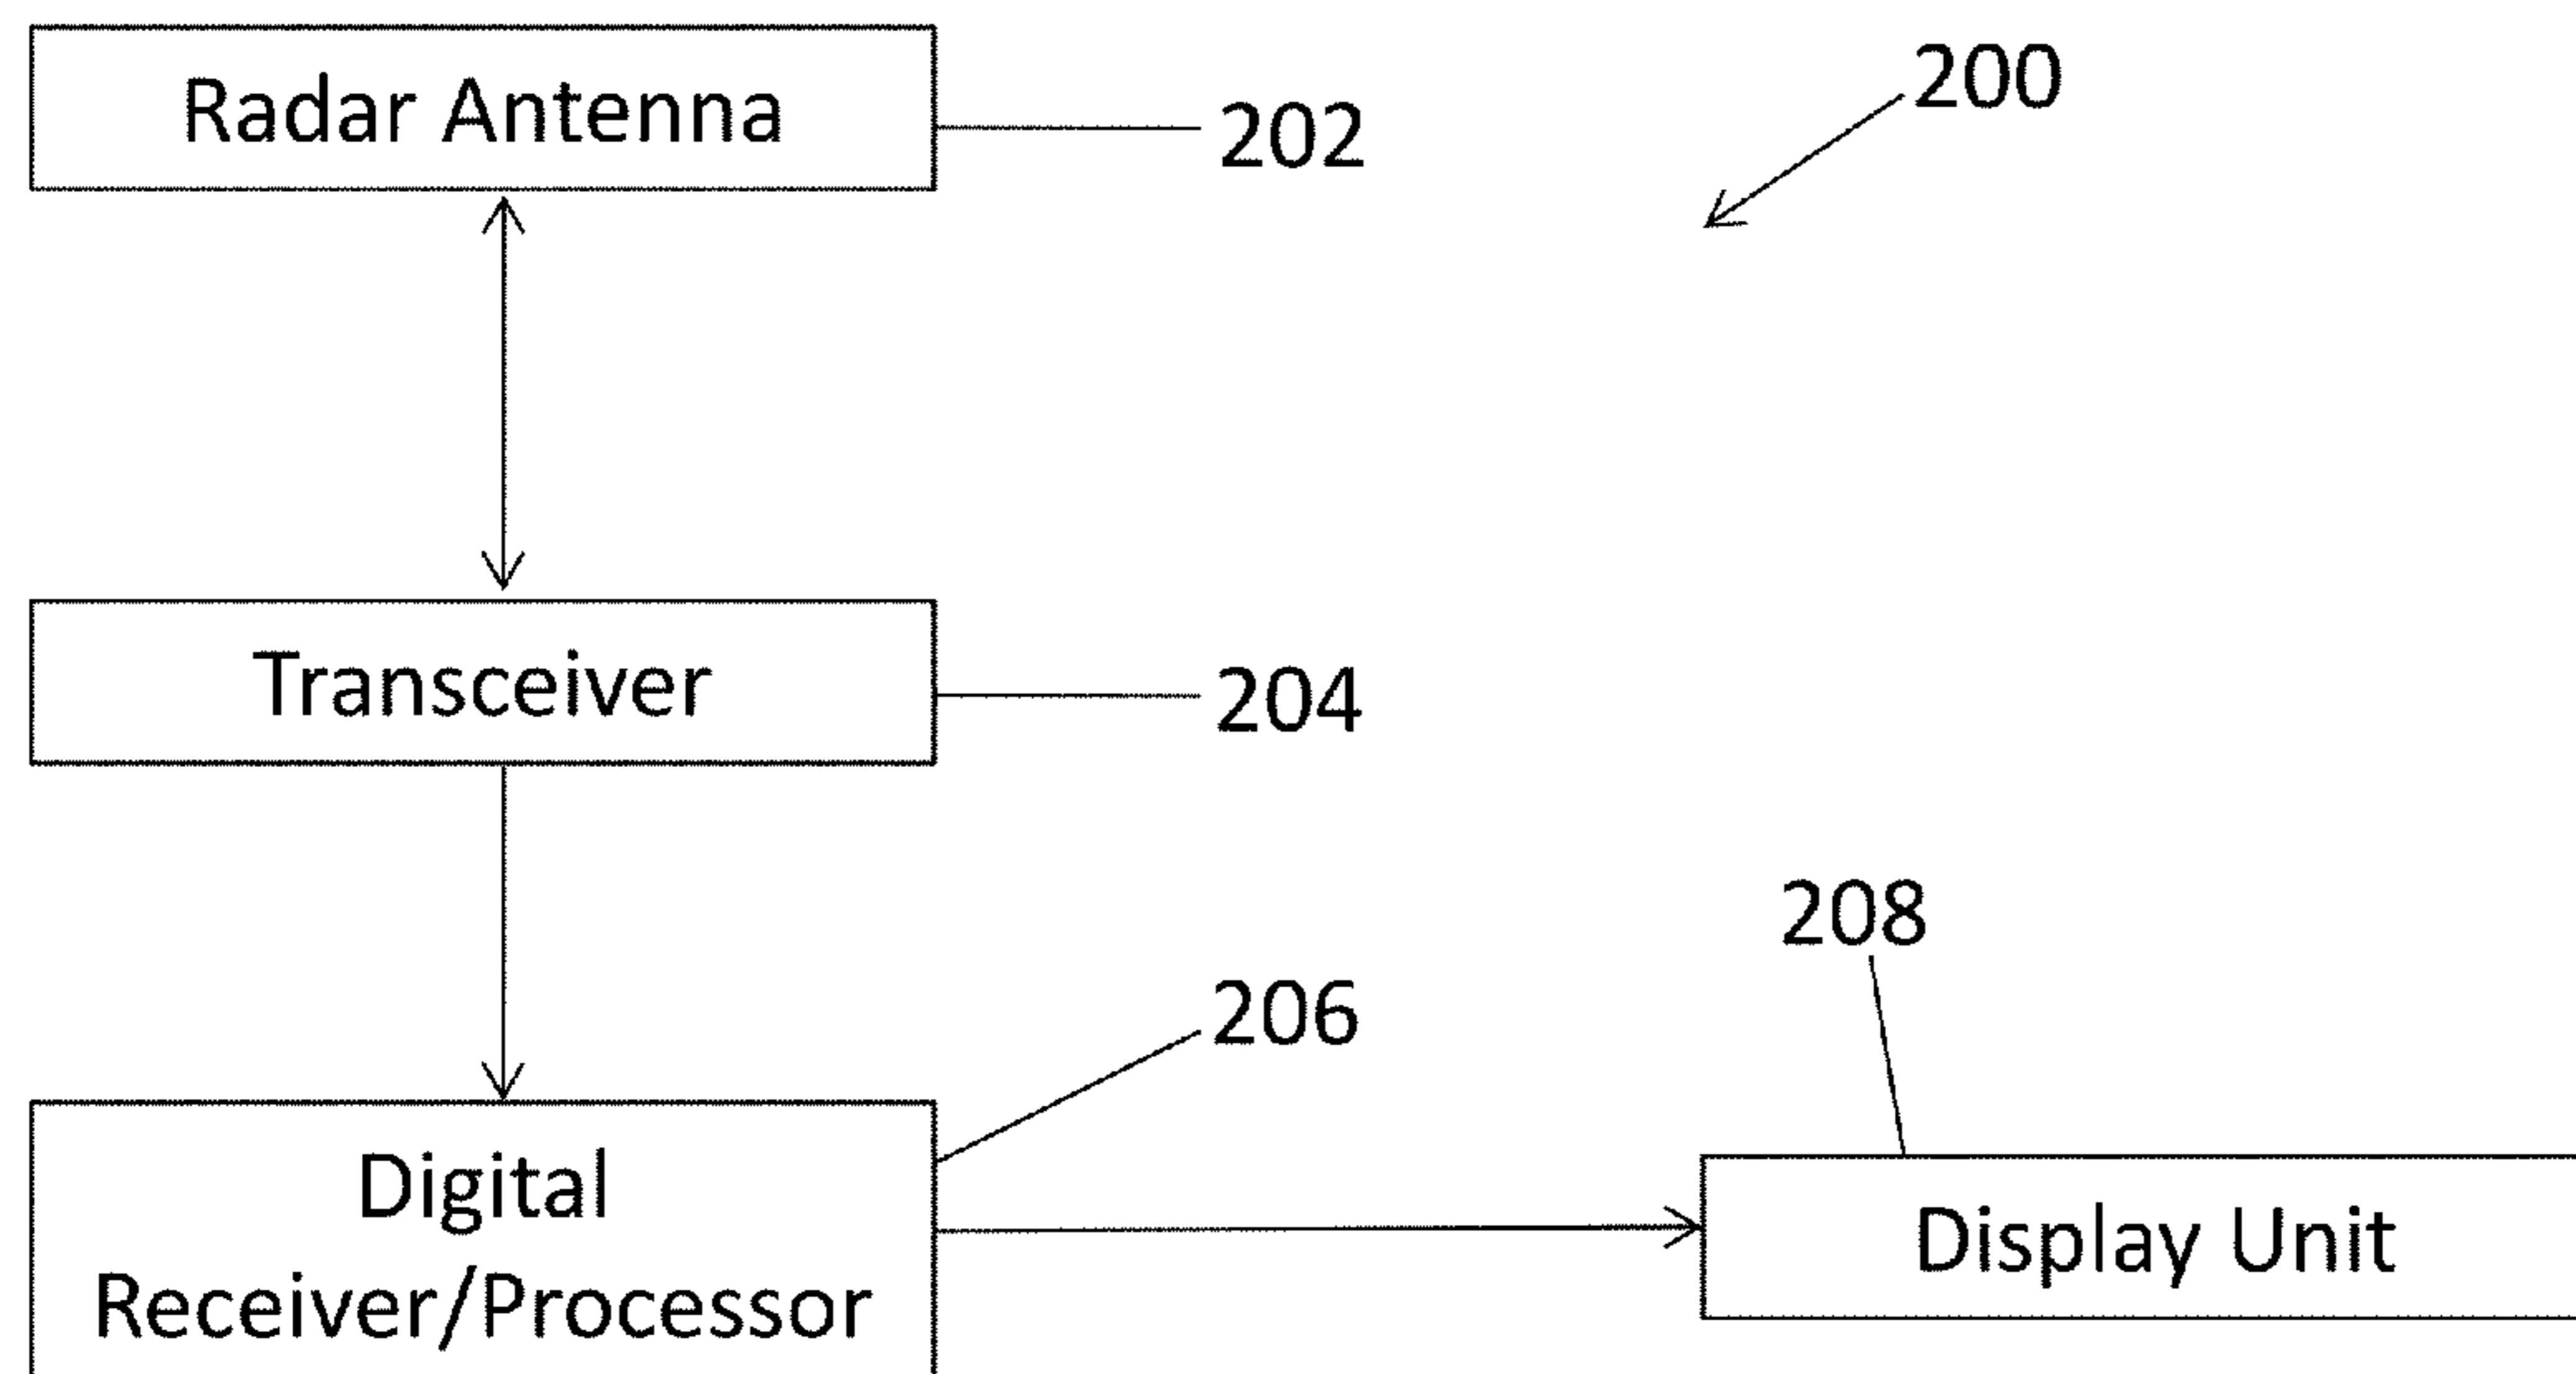 Radar Antenna
202
200
Transceiver
204
208
206
Digital
Receiver/Processor
Display Unit